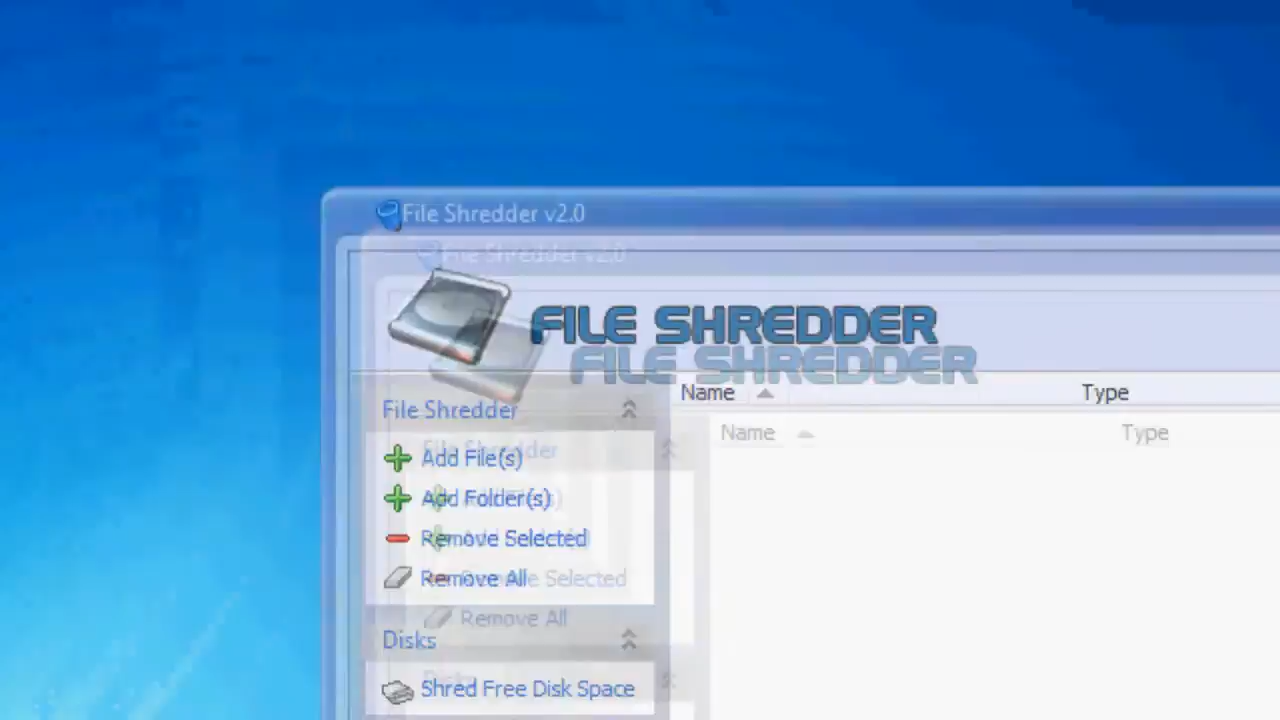 File Shredder v2.0
File Shredder v2.0
FILE SHREDDER
FILE SHREDDER
Name Type
File Shredder
Name Type
File Shredder
Add File(s)
Add Folder(s)
Remove Selected
Remove All Remove Selected
Remove All
Disks
Shred Free Disk Space